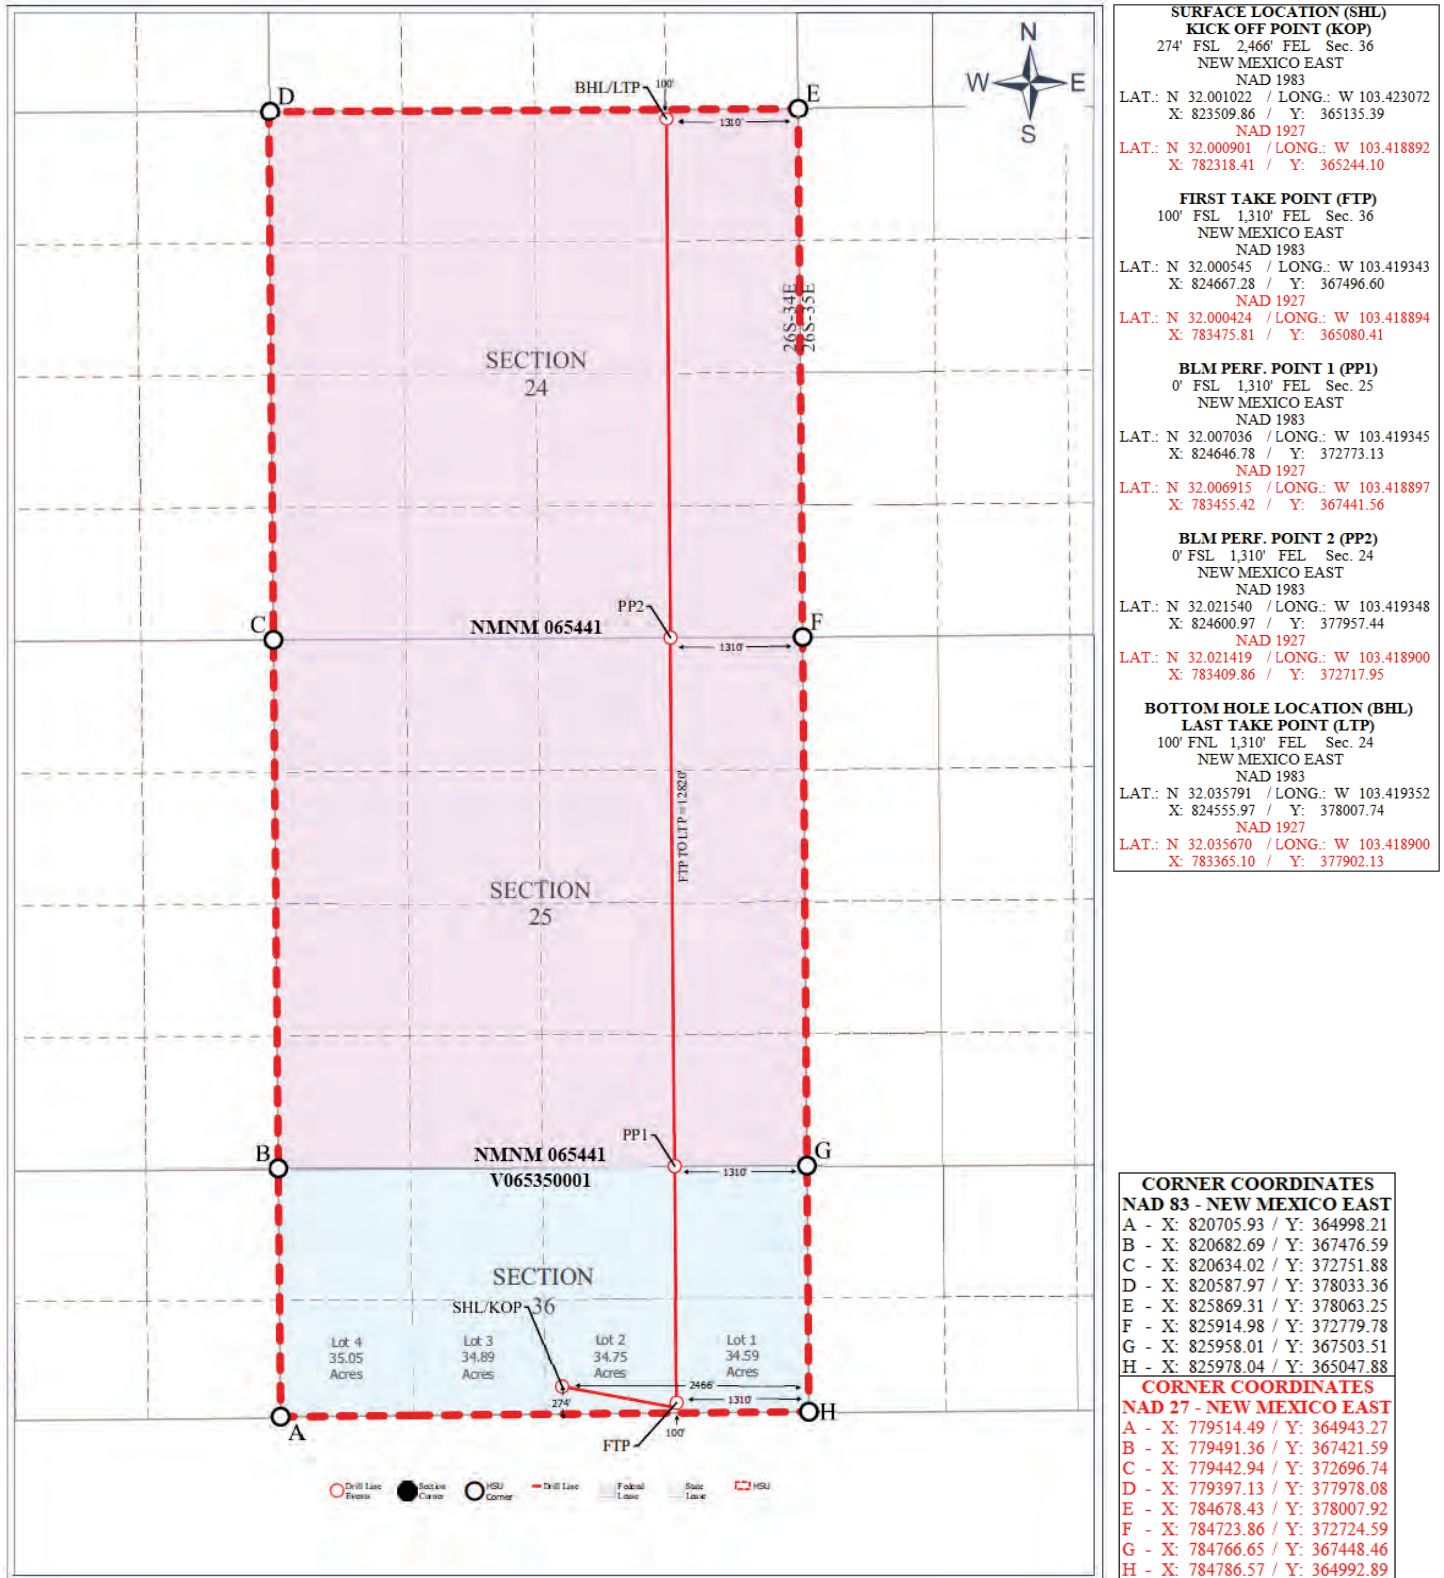 N
W E
S
D
BHL/LTP
100'
E
1310'
26S-34E
26S-35E
SECTION
24
C
PP2
NMNM 065441
F
1310'
FTP TO LTP = 12820'
SECTION
25
B
PP1
NMNM 065441
V065350001
G
1310'
SECTION
36
SHL/KOP
Lot 4
35.05
Acres
Lot 3
34.89
Acres
Lot 2
34.75
Acres
Lot 1
34.59
Acres
2466'
274'
1310'
A
FTP
100'
H
Drill Line
Events
Section
Corner
HSU
Corner
Drill Line
Federal
Lease
State
Lease
HSU
SURFACE LOCATION (SHL)
KICK OFF POINT (KOP)
274' FSL 2,466' FEL Sec. 36
NEW MEXICO EAST
NAD 1983
LAT.: N 32.001022 / LONG.: W 103.423072
X: 823509.86 / Y: 365135.39
NAD 1927
LAT.: N 32.000901 / LONG.: W 103.418892
X: 782318.41 / Y: 365244.10
FIRST TAKE POINT (FTP)
100' FSL 1,310' FEL Sec. 36
NEW MEXICO EAST
NAD 1983
LAT.: N 32.000545 / LONG.: W 103.419343
X: 824667.28 / Y: 367496.60
NAD 1927
LAT.: N 32.000424 / LONG.: W 103.418894
X: 783475.81 / Y: 365080.41
BLM PERF. POINT 1 (PP1)
0' FSL 1,310' FEL Sec. 25
NEW MEXICO EAST
NAD 1983
LAT.: N 32.007036 / LONG.: W 103.419345
X: 824646.78 / Y: 372773.13
NAD 1927
LAT.: N 32.006915 / LONG.: W 103.418897
X: 783455.42 / Y: 367441.56
BLM PERF. POINT 2 (PP2)
0' FSL 1,310' FEL Sec. 24
NEW MEXICO EAST
NAD 1983
LAT.: N 32.021540 / LONG.: W 103.419348
X: 824600.97 / Y: 377957.44
NAD 1927
LAT.: N 32.021419 / LONG.: W 103.418900
X: 783409.86 / Y: 372717.95
BOTTOM HOLE LOCATION (BHL)
LAST TAKE POINT (LTP)
100' FNL 1,310' FEL Sec. 24
NEW MEXICO EAST
NAD 1983
LAT.: N 32.035791 / LONG.: W 103.419352
X: 824555.97 / Y: 378007.74
NAD 1927
LAT.: N 32.035670 / LONG.: W 103.418900
X: 783365.10 / Y: 377902.13
CORNER COORDINATES
NAD 83 - NEW MEXICO EAST
A - X: 820705.93 / Y: 364998.21
B - X: 820682.69 / Y: 367476.59
C - X: 820634.02 / Y: 372751.88
D - X: 820587.97 / Y: 378033.36
E - X: 825869.31 / Y: 378063.25
F - X: 825914.98 / Y: 372779.78
G - X: 825958.01 / Y: 367503.51
H - X: 825978.04 / Y: 365047.88
CORNER COORDINATES
NAD 27 - NEW MEXICO EAST
A - X: 779514.49 / Y: 364943.27
B - X: 779491.36 / Y: 367421.59
C - X: 779442.94 / Y: 372696.74
D - X: 779397.13 / Y: 377978.08
E - X: 784678.43 / Y: 378007.92
F - X: 784723.86 / Y: 372724.59
G - X: 784766.65 / Y: 367448.46
H - X: 784786.57 / Y: 364992.89